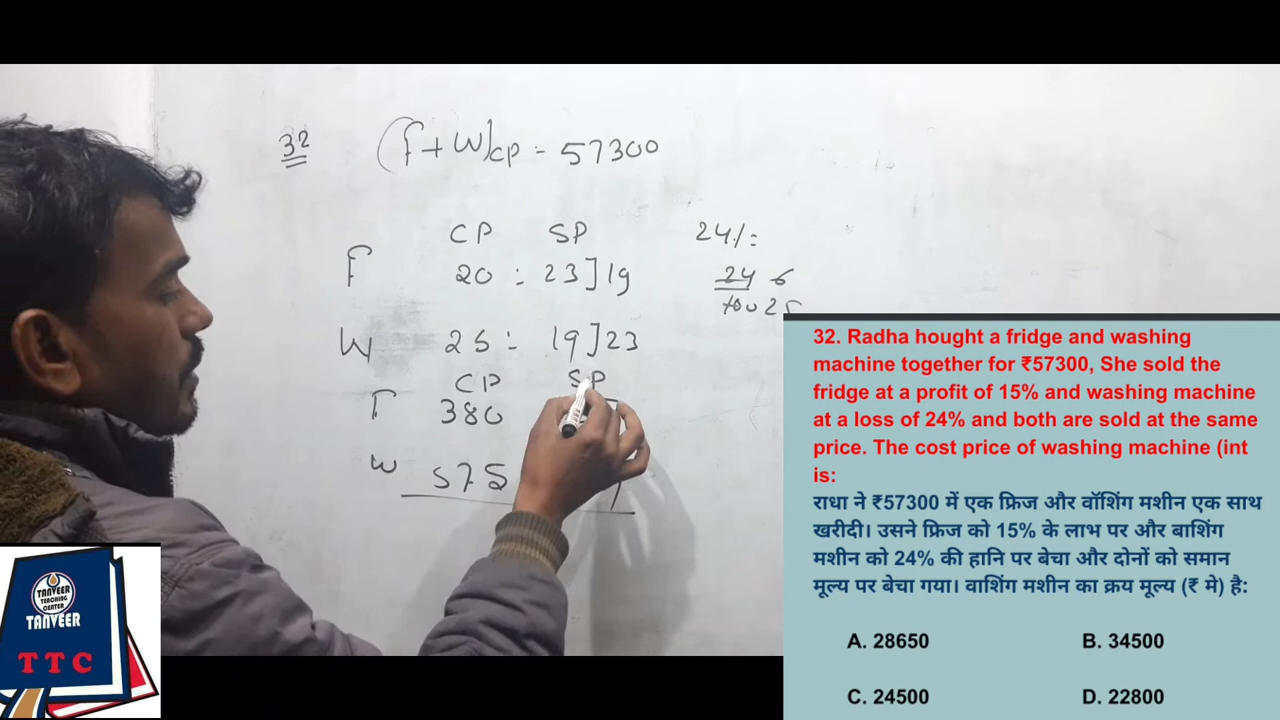 32 (F+W)CP = 57300
CP SP 24%=
F 20 : 23]19 24 6
100 25
W 25 = 19]23
CP SP
F 380
W 575
32. Radha hought a fridge and washing
machine together for ₹57300, She sold the
fridge at a profit of 15% and washing machine
at a loss of 24% and both are sold at the same
price. The cost price of washing machine (int
is:
राधा ने ₹57300 में एक फ्रिज और वॉशिंग मशीन एक साथ
खरीदी। उसने फ्रिज को 15% के लाभ पर और बाशिंग
मशीन को 24% की हानि पर बेचा और दोनों को समान
मूल्य पर बेचा गया। वाशिंग मशीन का क्रय मूल्य (₹ मे) है:
A. 28650 B. 34500
C. 24500 D. 22800
TANVEER
TEACHING
CENTER
TANVEER
TTC